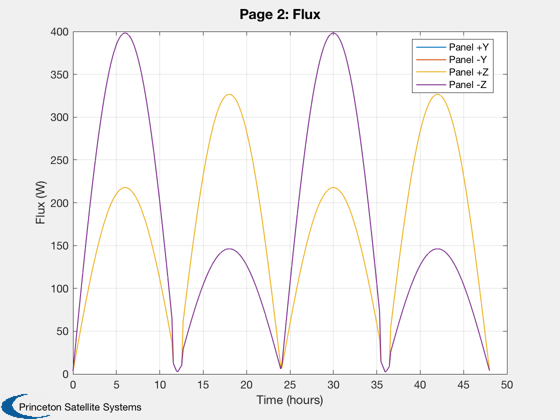 Page 2: Flux
400
350
300
250
200
150
100
50
0
Flux (W)
Panel +Y
Panel -Y
Panel +Z
Panel -Z
0 5 10 15 20 25 30 35 40 45 50
Time (hours)
Princeton Satellite Systems